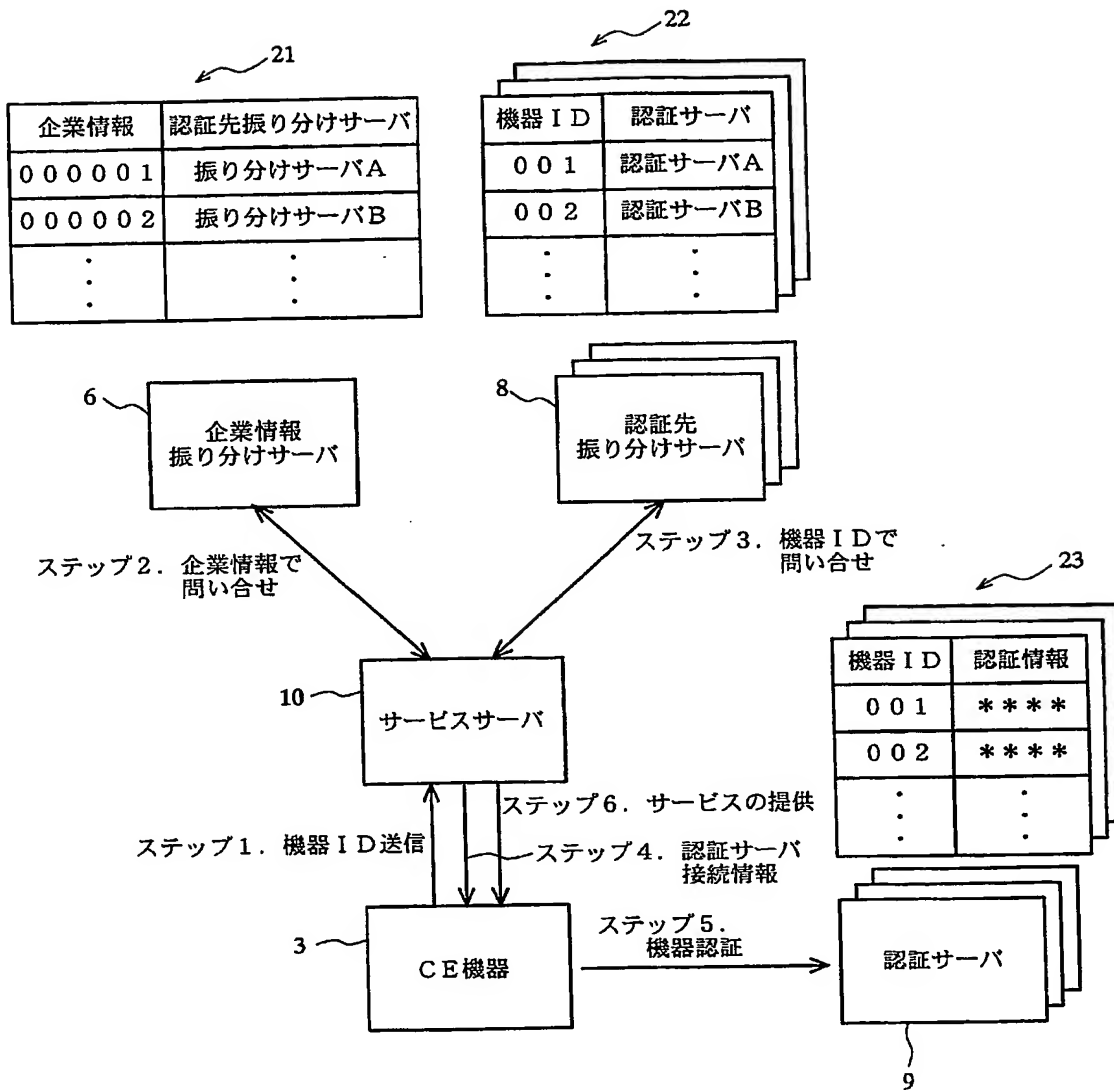 21
企業情報 認証先振り分けサーバ
000001 振り分けサーバA
000002 振り分けサーバB
22
機器ID 認証サーバ
001 認証サーバA
002 認証サーバB
6
企業情報
振り分けサーバ
8
認証先
振り分けサーバ
ステップ2．企業情報で
問い合せ
ステップ3．機器IDで
問い合せ
23
機器ID 認証情報
001 ****
002 ****
10
サービスサーバ
ステップ6．サービスの提供
ステップ1．機器ID送信
ステップ4．認証サーバ
接続情報
3
CE機器
ステップ5．
機器認証
認証サーバ
9